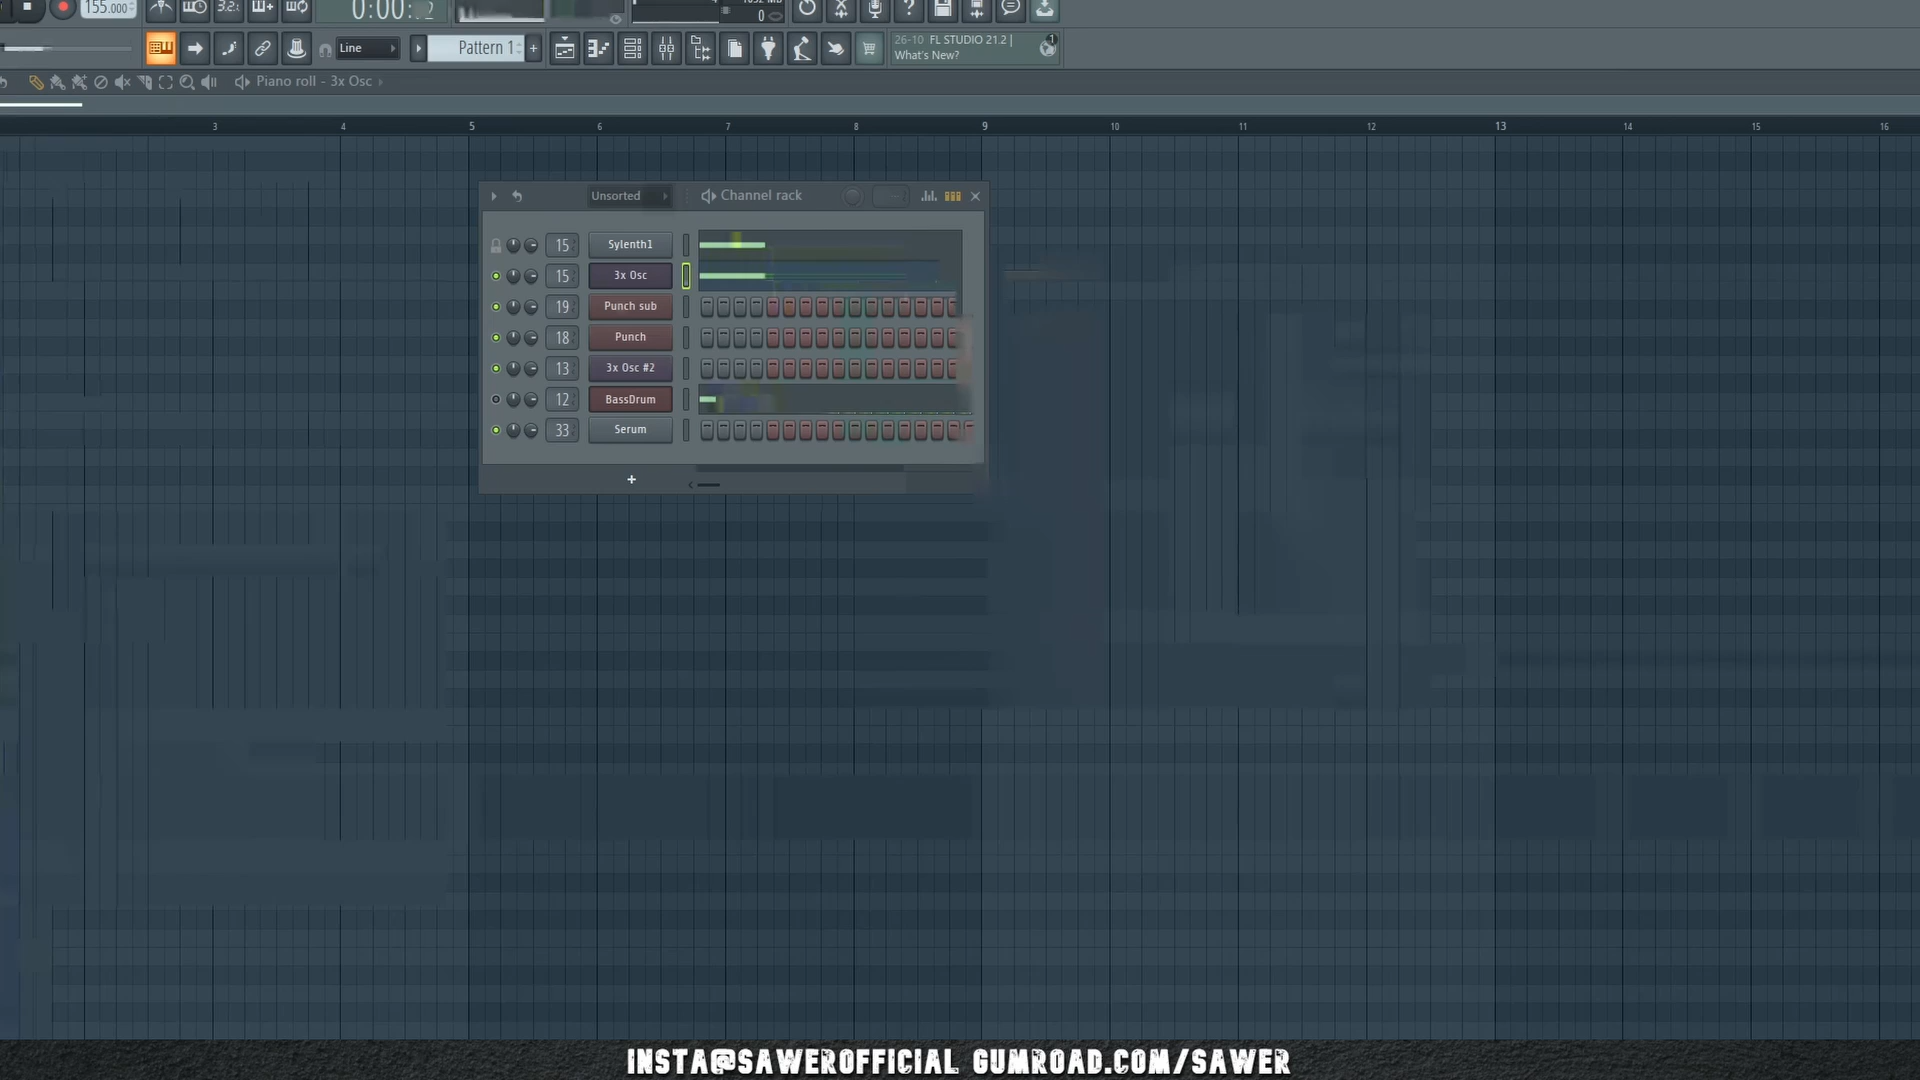 155.000
3.2
Line
Pattern 1
26-10 FL STUDIO 21.2 | 1
What's New?
0
Piano roll - 3x Osc
3 4 5 6 7 8 9 10 11 12 13 14 15 16
Unsorted Channel rack
15 Sylenth1
15 3x Osc
19 Punch sub
18 Punch
13 3x Osc #2
12 BassDrum
33 Serum
+
INSTA@SAWEROFFICIAL GUMROAD.COM/SAWER